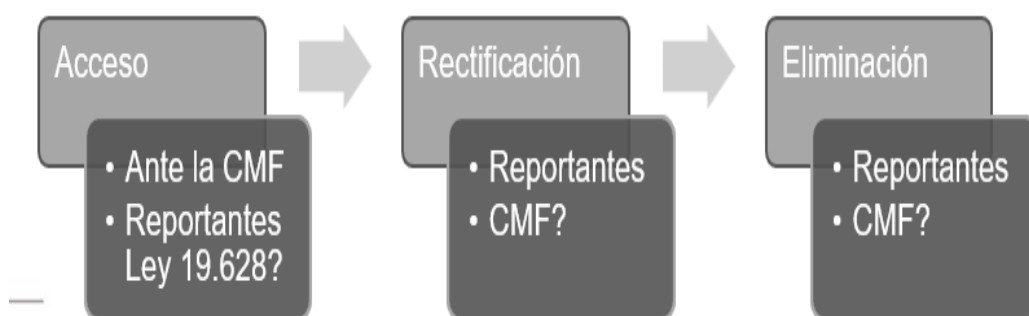 Acceso
• Ante la CMF
• Reportantes
Ley 19.628?
Rectificación
• Reportantes
• CMF?
Eliminación
• Reportantes
• CMF?